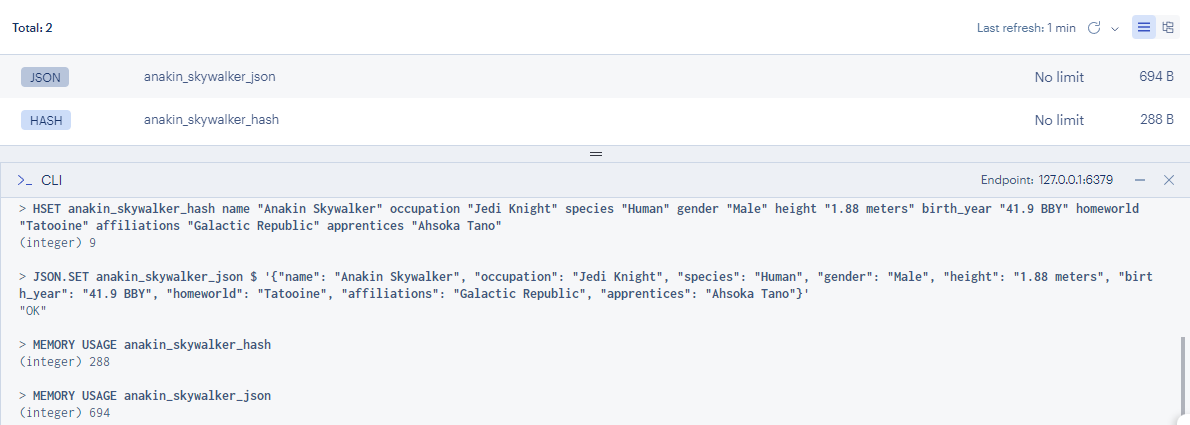 Total: 2
Last refresh: 1 min
JSON anakin_skywalker_json No limit 694 B
HASH anakin_skywalker_hash No limit 288 B
>_ CLI
Endpoint: 127.0.0.1:6379
> HSET anakin_skywalker_hash name "Anakin Skywalker" occupation "Jedi Knight" species "Human" gender "Male" height "1.88 meters" birth_year "41.9 BBY" homeworld
"Tatooine" affiliations "Galactic Republic" apprentices "Ahsoka Tano"
(integer) 9
> JSON.SET anakin_skywalker_json $ '{"name": "Anakin Skywalker", "occupation": "Jedi Knight", "species": "Human", "gender": "Male", "height": "1.88 meters", "birt
h_year": "41.9 BBY", "homeworld": "Tatooine", "affiliations": "Galactic Republic", "apprentices": "Ahsoka Tano"}'
"OK"
> MEMORY USAGE anakin_skywalker_hash
(integer) 288
> MEMORY USAGE anakin_skywalker_json
(integer) 694